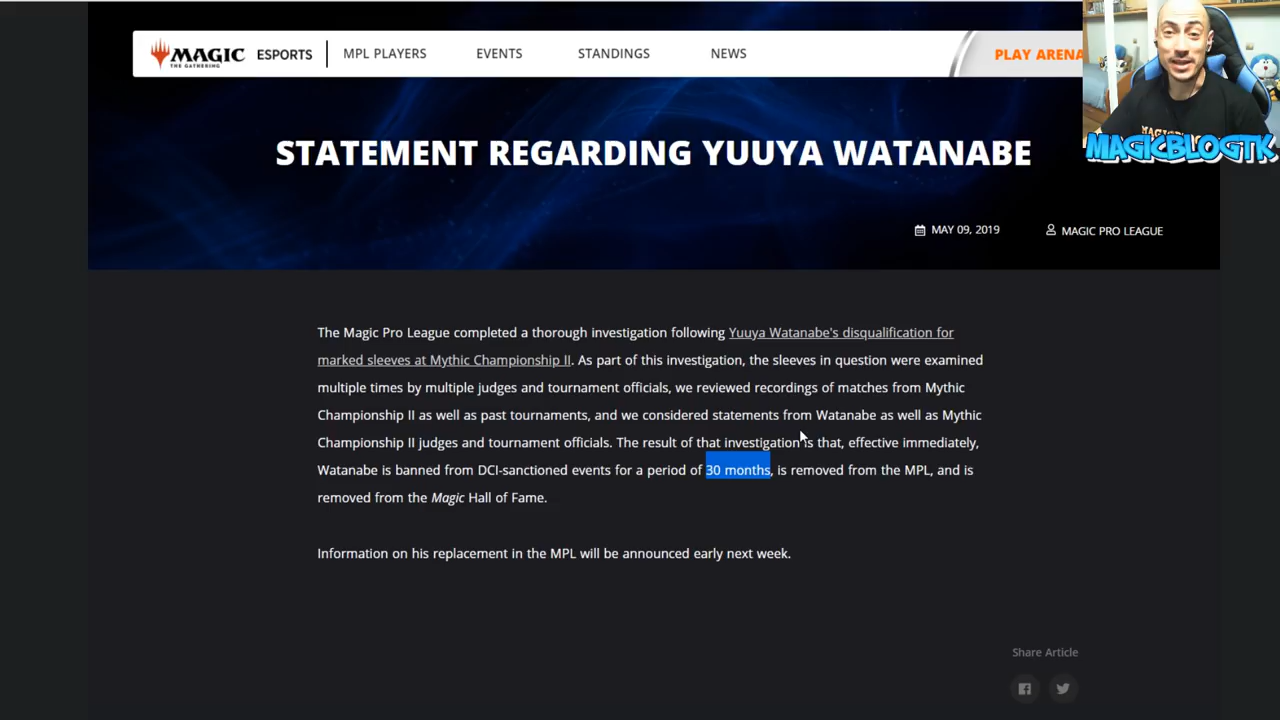 MAGIC THE GATHERING ESPORTS MPL PLAYERS EVENTS STANDINGS NEWS PLAY ARENA
MAGICBLOGTK
STATEMENT REGARDING YUUYA WATANABE
MAY 09, 2019 MAGIC PRO LEAGUE
The Magic Pro League completed a thorough investigation following Yuuya Watanabe's disqualification for
marked sleeves at Mythic Championship II. As part of this investigation, the sleeves in question were examined
multiple times by multiple judges and tournament officials, we reviewed recordings of matches from Mythic
Championship II as well as past tournaments, and we considered statements from Watanabe as well as Mythic
Championship II judges and tournament officials. The result of that investigation is that, effective immediately,
Watanabe is banned from DCI-sanctioned events for a period of 30 months, is removed from the MPL, and is
removed from the Magic Hall of Fame.
Information on his replacement in the MPL will be announced early next week.
Share Article